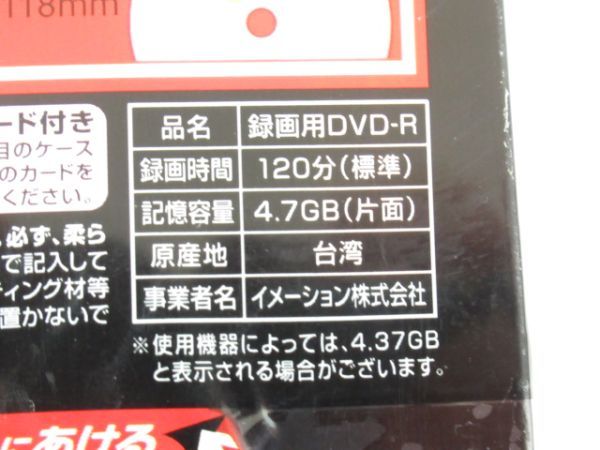 118mm
ード付き
目のケース
のカードを
ください。
必ず、柔ら
で記入して
ティング材等
置かないで
品名 録画用DVD-R
録画時間 120分(標準)
記憶容量 4.7GB(片面)
原産地 台湾
事業者名 イメーション株式会社
※使用機器によっては、4.37GB
と表示される場合がございます。
にあける